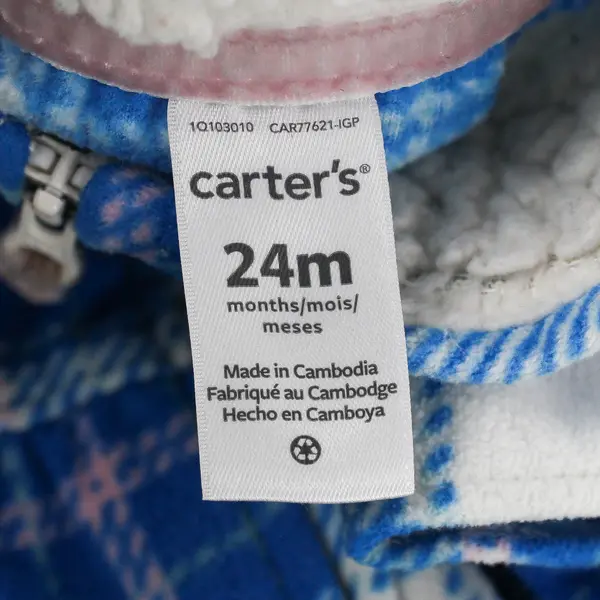 1Q103010 CAR77621-IGP
carter's®
24m
months/mois/
meses
Made in Cambodia
Fabriqué au Cambodge
Hecho en Camboya